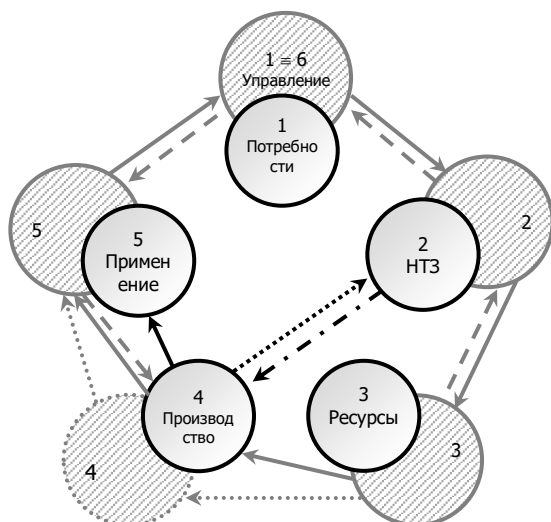 1 ≡ 6
Управление
1
Потребно
сти
5
5
Примен
ение
2
НТЗ
2
4
Производ
ство
3
Ресурсы
4
3